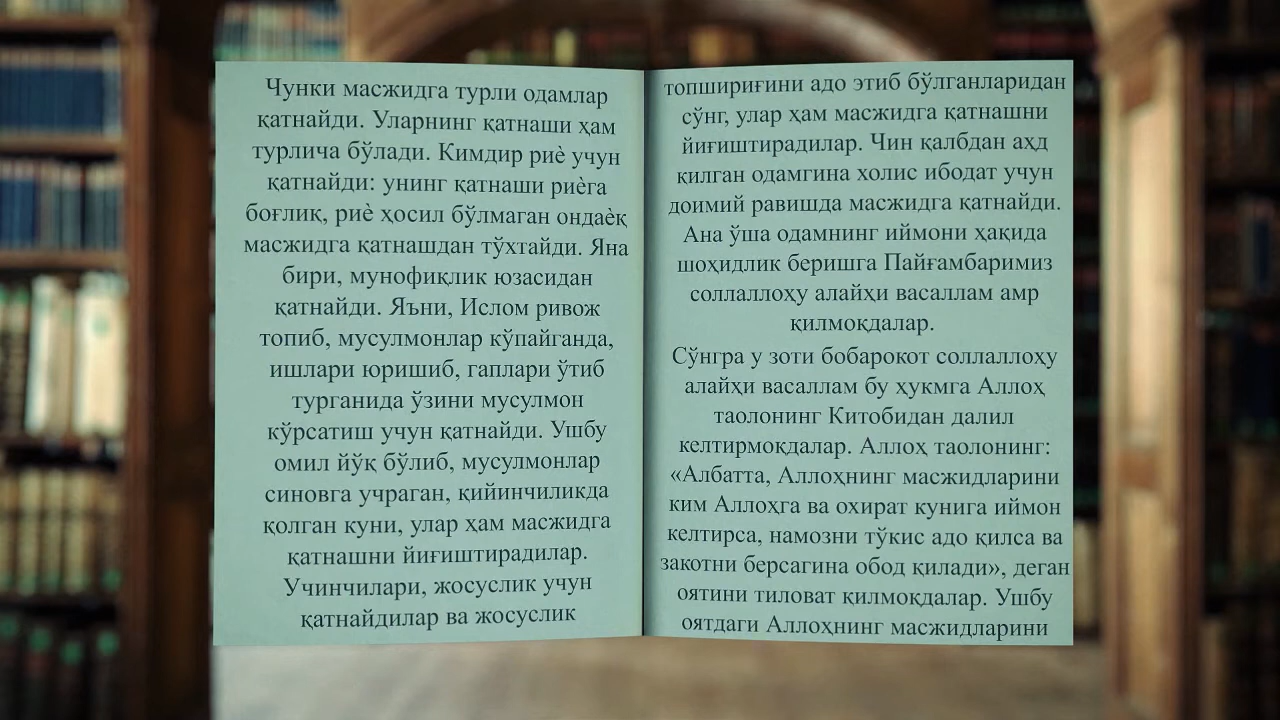 Чунки масжидга турли одамлар
қатнайди. Уларнинг қатнаши ҳам
турлича бўлади. Кимдир риѐ учун
қатнайди: унинг қатнаши риѐга
боғлиқ, риѐ ҳосил бўлмаган ондаѐқ
масжидга қатнашдан тўхтайди. Яна
бири, мунофиқлик юзасидан
қатнайди. Яъни, Ислом ривож
топиб, мусулмонлар кўпайганда,
ишлари юришиб, гаплари ўтиб
турганида ўзини мусулмон
кўрсатиш учун қатнайди. Ушбу
омил йўқ бўлиб, мусулмонлар
синовга учраган, қийинчиликда
қолган куни, улар ҳам масжидга
қатнашни йиғиштирадилар.
Учинчилари, жосуслик учун
қатнайдилар ва жосуслик
топшириғини адо этиб бўлганларидан
сўнг, улар ҳам масжидга қатнашни
йиғиштирадилар. Чин қалбдан аҳд
қилган одамгина холис ибодат учун
доимий равишда масжидга қатнайди.
Ана ўша одамнинг иймони ҳақида
шоҳидлик беришга Пайғамбаримиз
соллаллоҳу алайҳи васаллам амр
қилмоқдалар.
Сўнгра у зоти бобарокот соллаллоҳу
алайҳи васаллам бу ҳукмга Аллоҳ
таолонинг Китобидан далил
келтирмоқдалар. Аллоҳ таолонинг:
«Албатта, Аллоҳнинг масжидларини
ким Аллоҳга ва охират кунига иймон
келтирса, намозни тўкис адо қилса ва
закотни берсагина обод қилади», деган
оятини тиловат қилмоқдалар. Ушбу
оятдаги Аллоҳнинг масжидларини